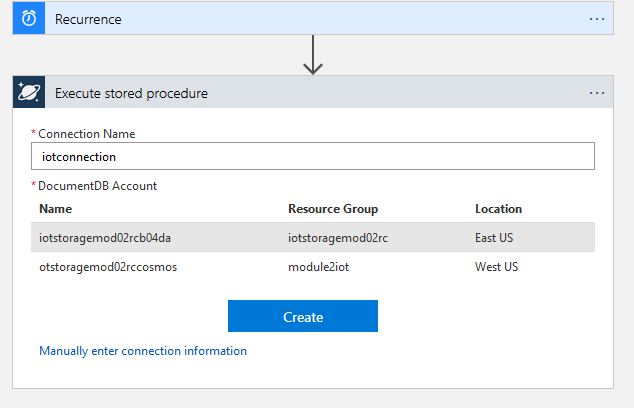 Recurrence
...
Execute stored procedure
...
*Connection Name
iotconnection
*DocumentDB Account
Name Resource Group Location
iotstoragemod02rcb04da iotstoragemod02rc East US
otstoragemod02rccosmos module2iot West US
Create
Manually enter connection information